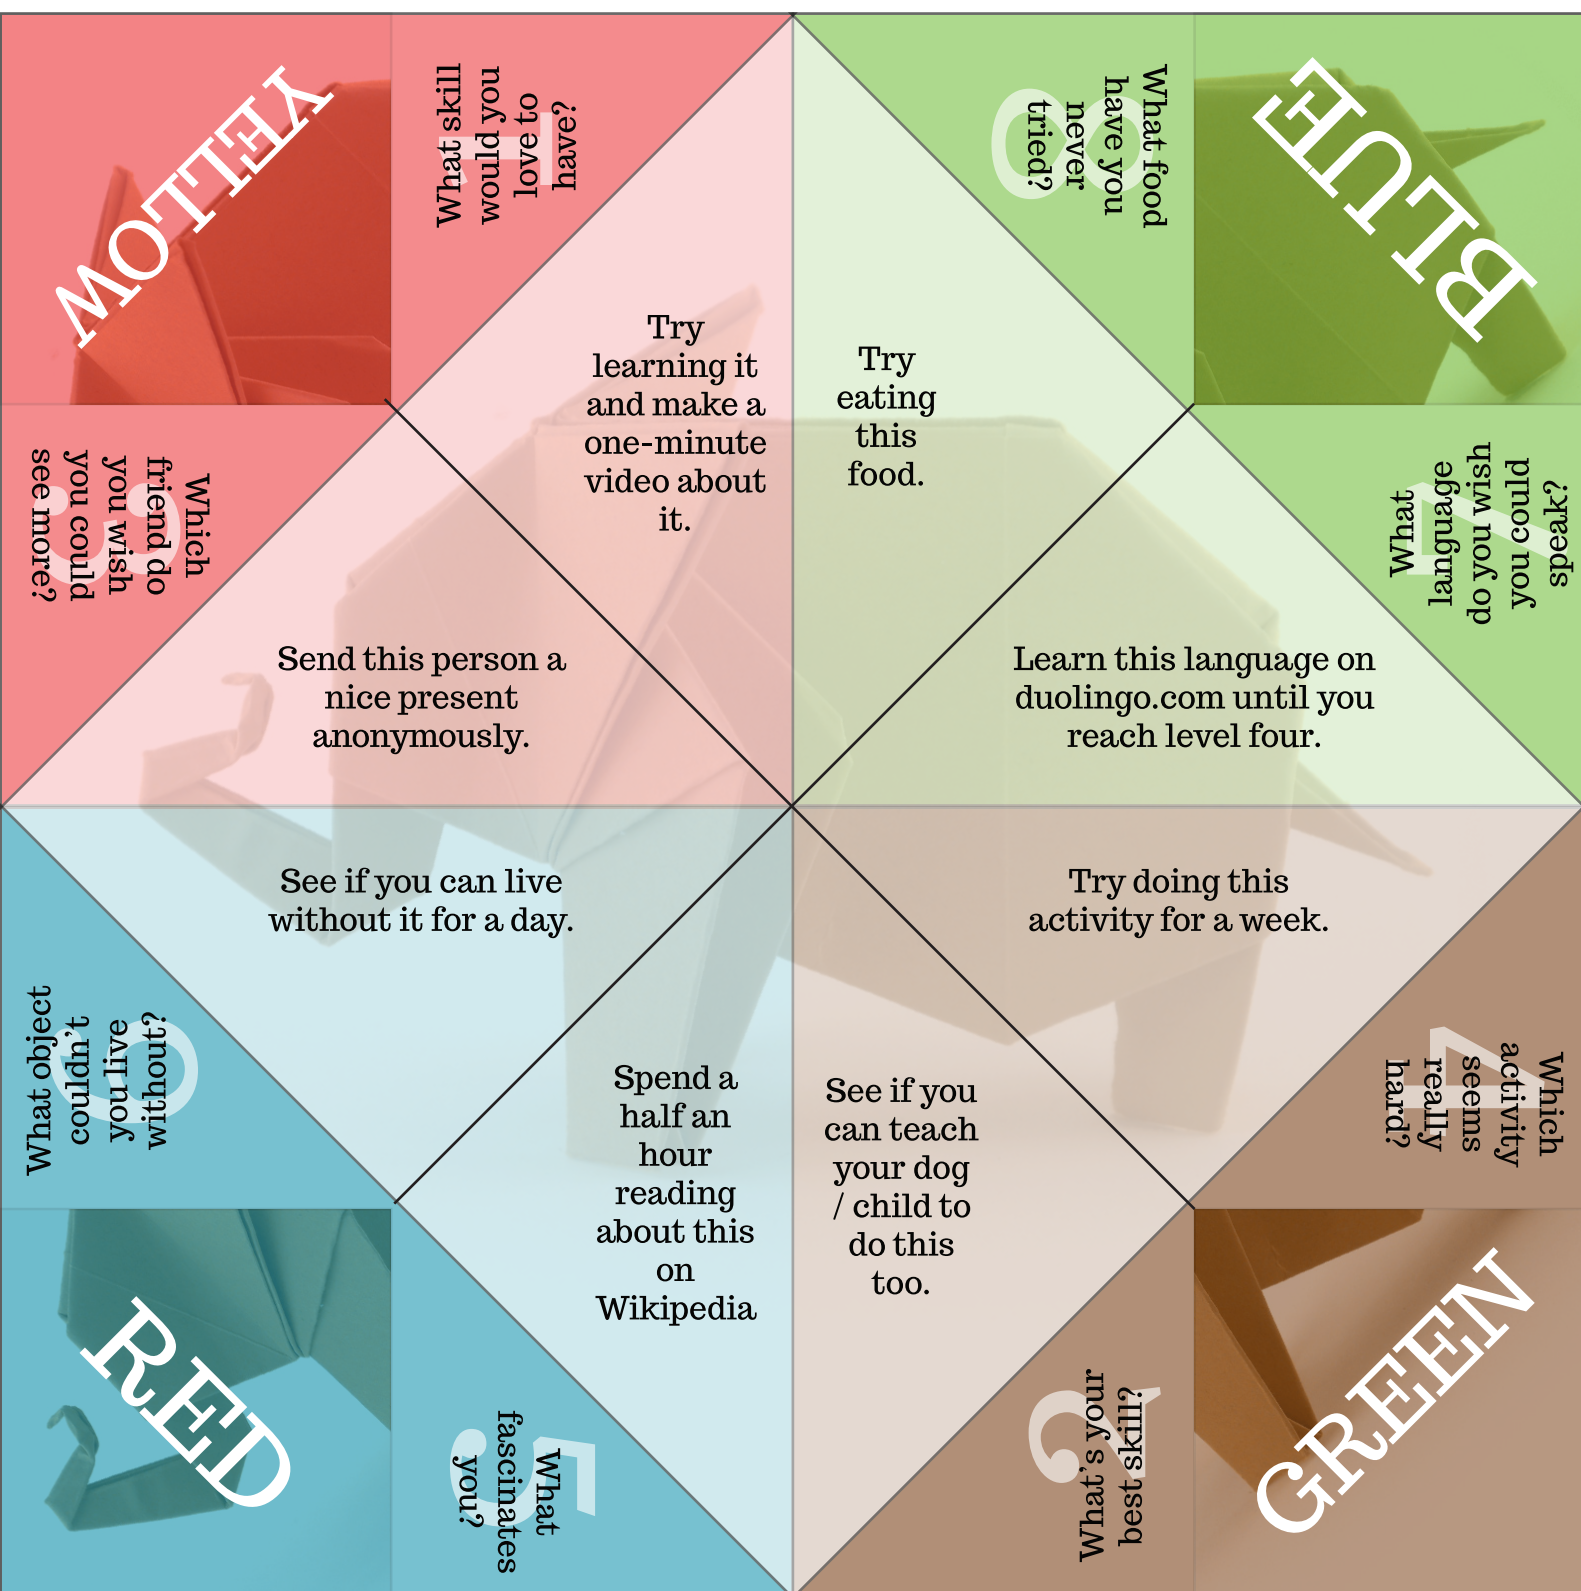 YELLOW
1
What skill
would you
love to
have?
8
What food
have you
never
tried?
BLUE
3
Which
friend do
you wish
you could
see more?
Try
learning it
and make a
one-minute
video about
it.
Try
eating
this
food.
7
What
language
do you wish
you could
speak?
Send this person a
nice present
anonymously.
Learn this language on
duolingo.com until you
reach level four.
See if you can live
without it for a day.
Try doing this
activity for a week.
6
What object
couldn't
you live
without?
Spend a
half an
hour
reading
about this
on
Wikipedia
See if you
can teach
your dog
/ child to
do this
too.
4
Which
activity
seems
really
hard?
RED
5
What
fascinates
you?
2
What's your
best skill?
GREEN